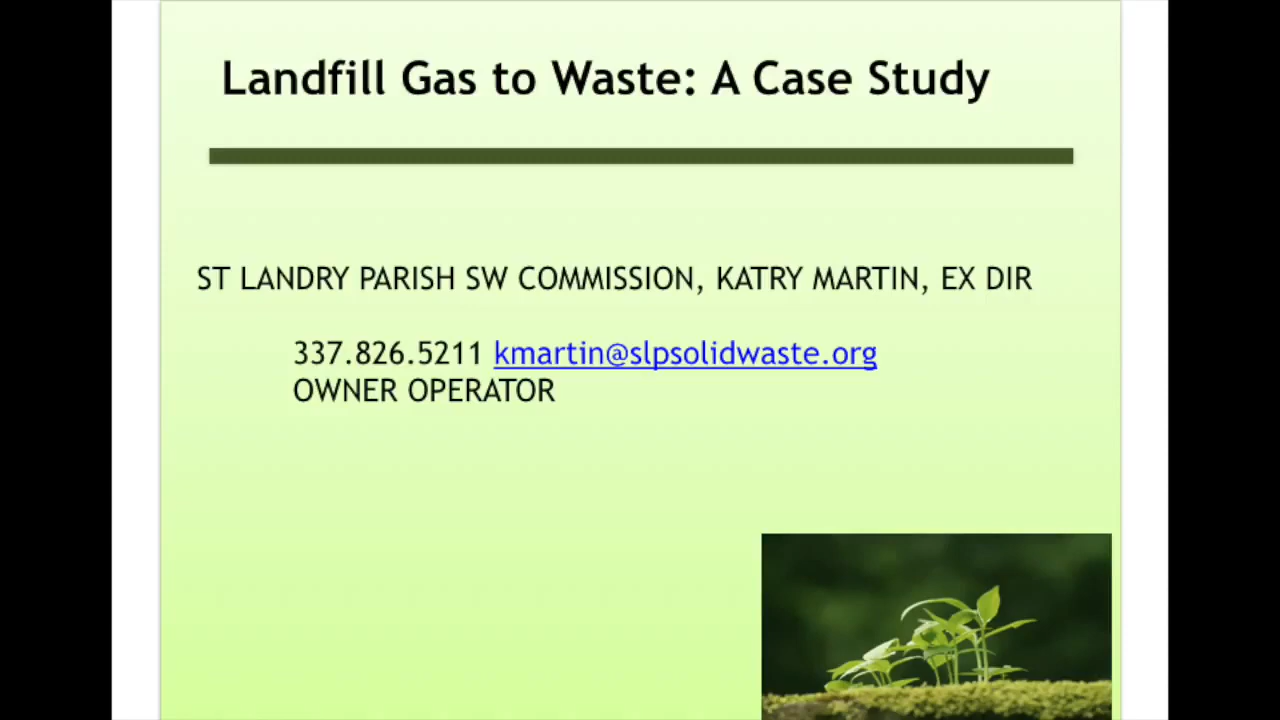 Landfill Gas to Waste: A Case Study
ST LANDRY PARISH SW COMMISSION, KATRY MARTIN, EX DIR
337.826.5211 kmartin@slpsolidwaste.org
OWNER OPERATOR